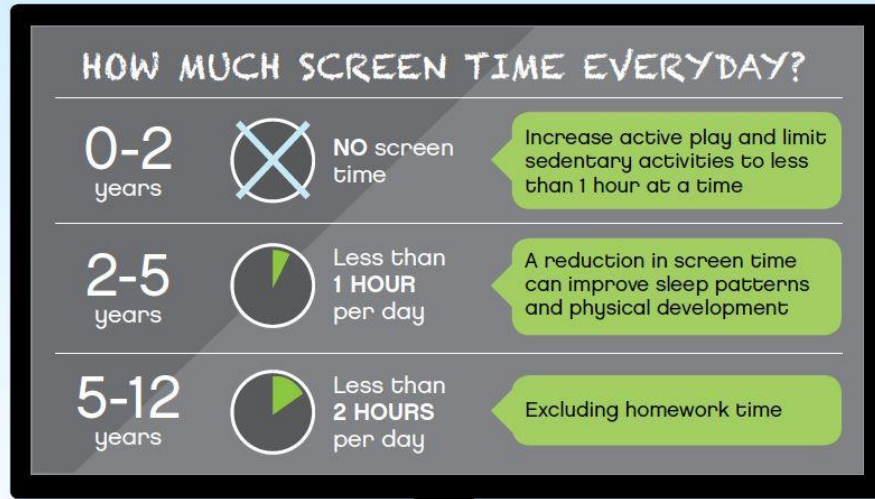 HOW MUCH SCREEN TIME EVERYDAY?
0-2
years
NO screen
time
Increase active play and limit
sedentary activities to less
than 1 hour at a time
2-5
years
Less than
1 HOUR
per day
A reduction in screen time
can improve sleep patterns
and physical development
5-12
years
Less than
2 HOURS
per day
Excluding homework time